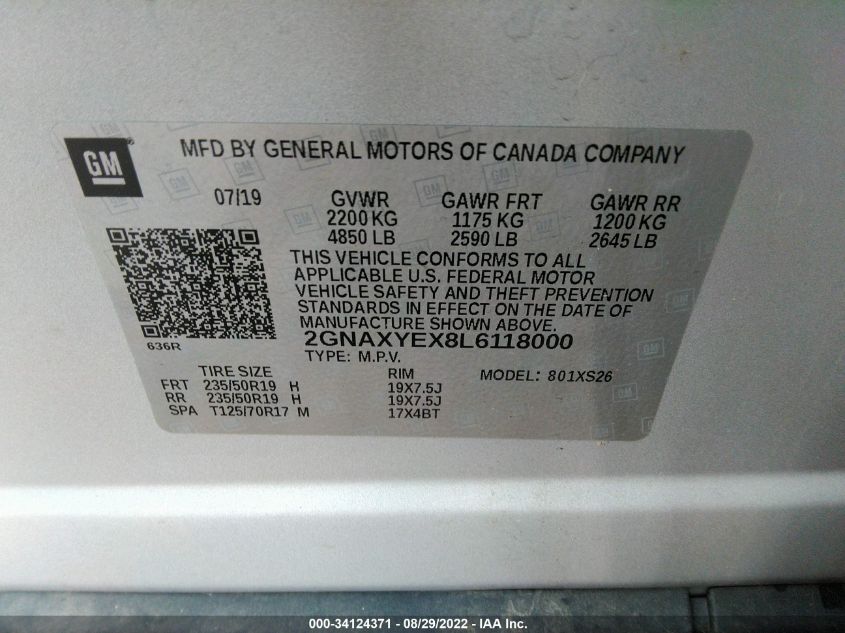 GM
MFD BY GENERAL MOTORS OF CANADA COMPANY
07/19 GVWR GAWR FRT GAWR RR
2200 KG 1175 KG 1200 KG
4850 LB 2590 LB 2645 LB
THIS VEHICLE CONFORMS TO ALL
APPLICABLE U.S. FEDERAL MOTOR
VEHICLE SAFETY AND THEFT PREVENTION
STANDARDS IN EFFECT ON THE DATE OF
MANUFACTURE SHOWN ABOVE.
636R
2GNAXYEX8L6118000
TYPE: M.P.V.
TIRE SIZE RIM MODEL: 801XS26
FRT 235/50R19 H 19X7.5J
RR 235/50R19 H 19X7.5J
SPA T125/70R17 M 17X4BT
000-34124371 - 08/29/2022 - IAA Inc.